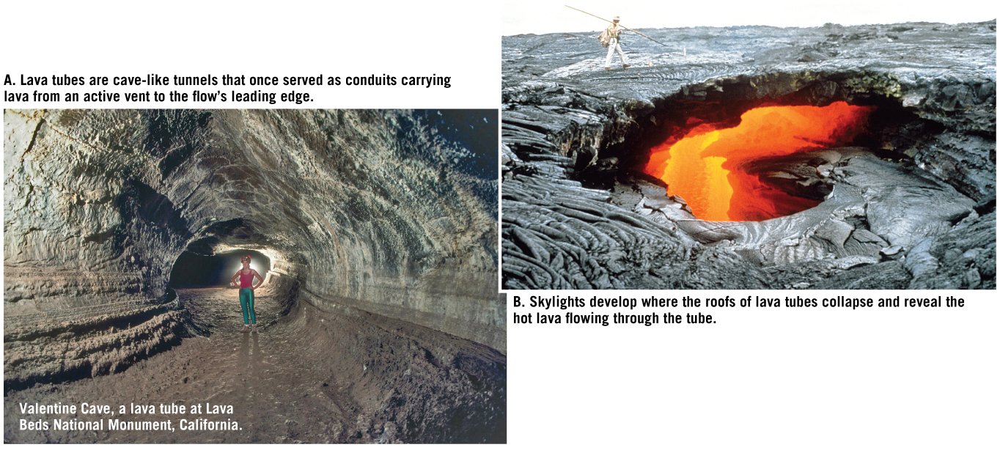 A. Lava tubes are cave-like tunnels that once served as conduits carrying
lava from an active vent to the flow's leading edge.
Valentine Cave, a lava tube at Lava
Beds National Monument, California.
B. Skylights develop where the roofs of lava tubes collapse and reveal the
hot lava flowing through the tube.